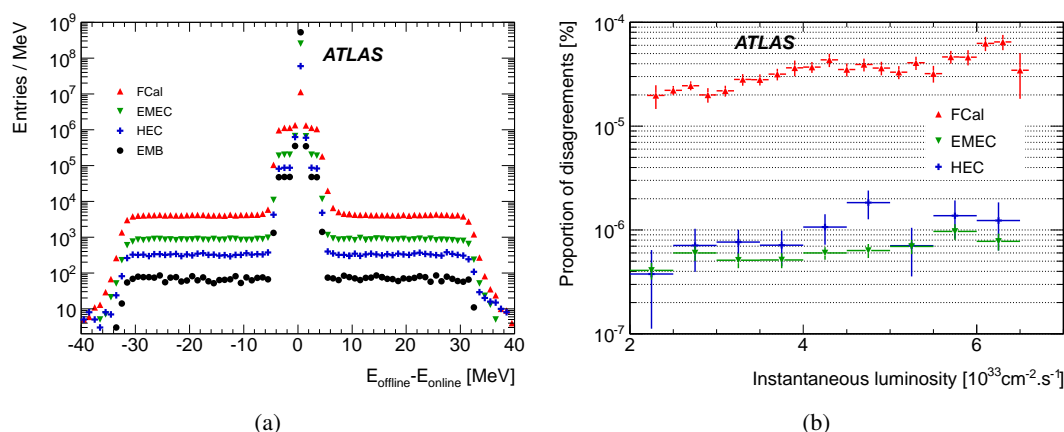 Entries / MeV
10⁹
10⁸
10⁷
10⁶
10⁵
10⁴
10³
10²
10
ATLAS
FCal
EMEC
HEC
EMB
-40 -30 -20 -10 0 10 20 30 40
E_offline-E_online [MeV]
(a)
Proportion of disagreements [%]
10⁻⁴
10⁻⁵
10⁻⁶
10⁻⁷
ATLAS
FCal
EMEC
HEC
2 4 6
Instantaneous luminosity [10³³cm⁻².s⁻¹]
(b)